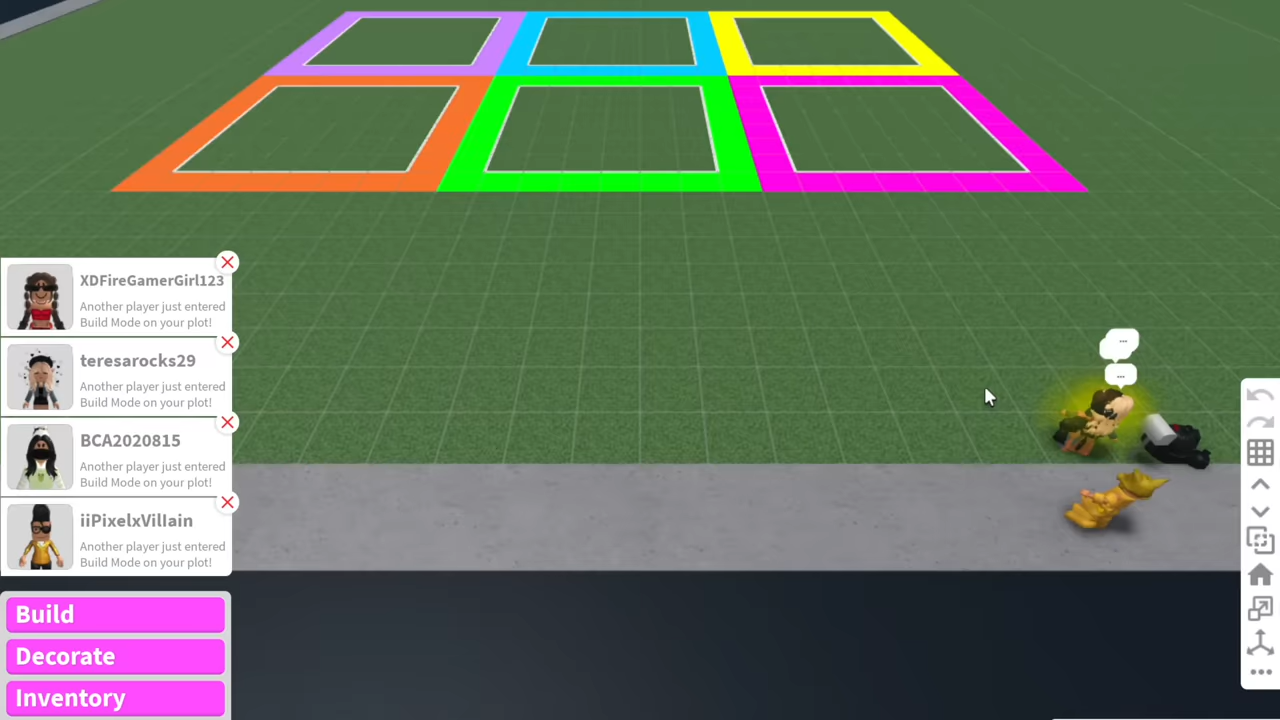 XDFireGamerGirl123
Another player just entered
Build Mode on your plot!
teresarocks29
Another player just entered
Build Mode on your plot!
BCA2020815
Another player just entered
Build Mode on your plot!
iiPixelxVillain
Another player just entered
Build Mode on your plot!
...
...
Build
Decorate
Inventory